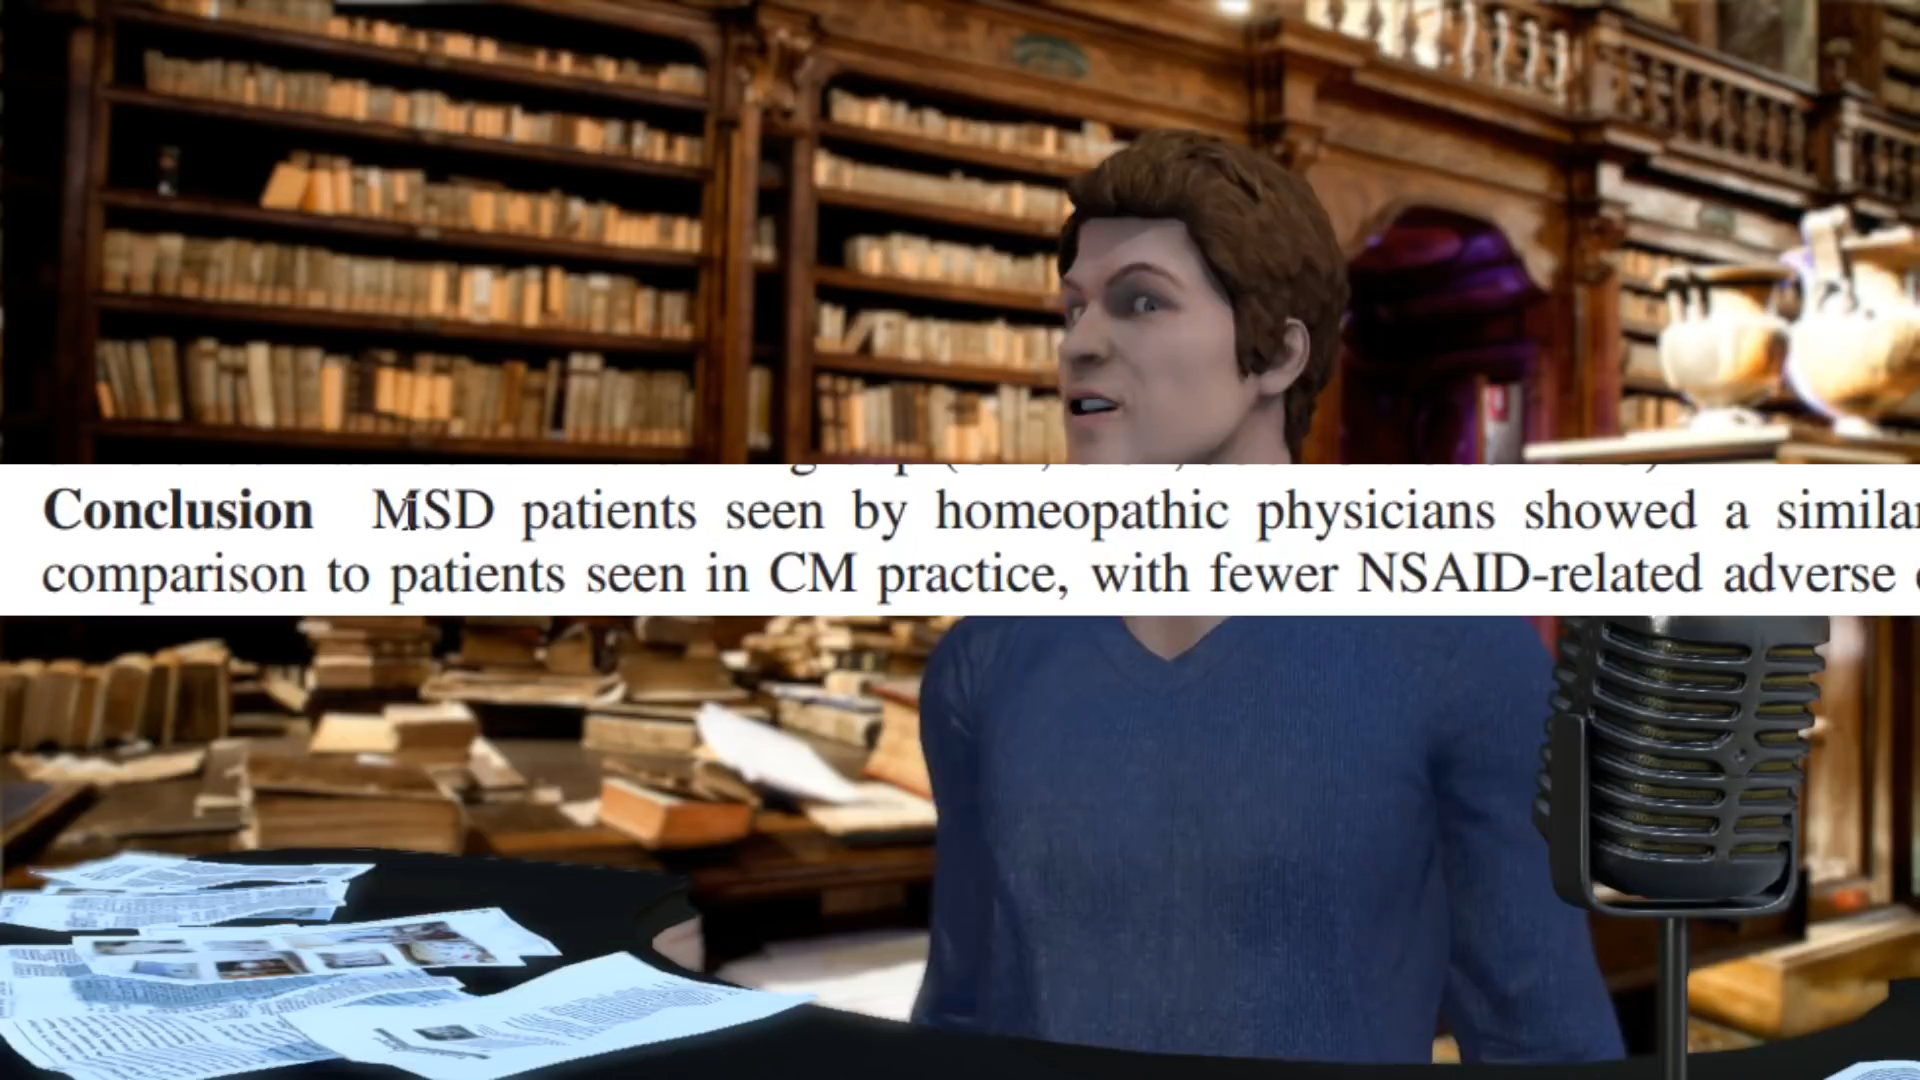 Conclusion MSD patients seen by homeopathic physicians showed a similar
comparison to patients seen in CM practice, with fewer NSAID-related adverse